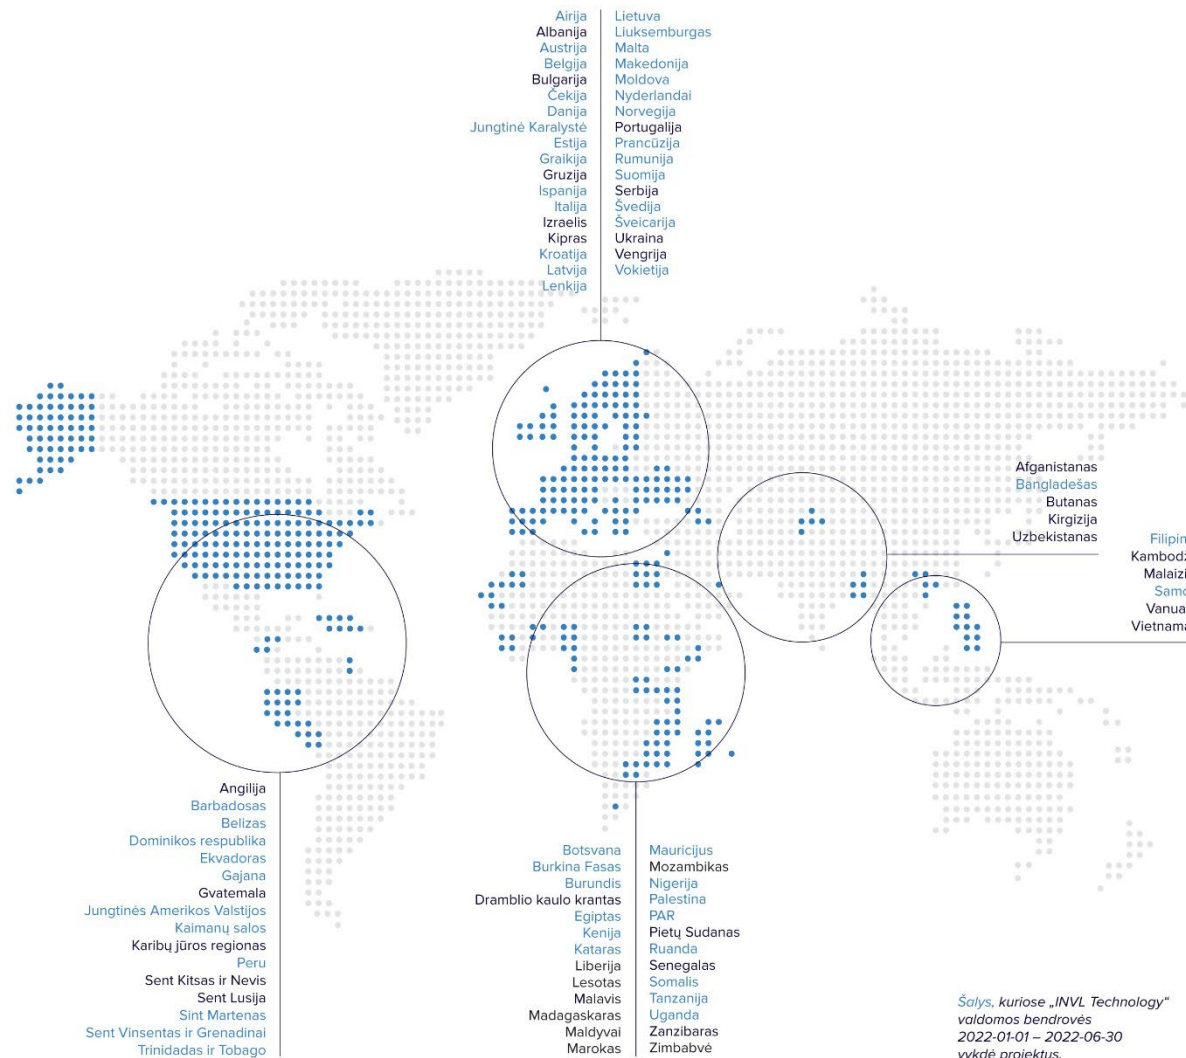 Airija
Albanija
Austrija
Belgija
Bulgarija
Čekija
Danija
Jungtinė Karalystė
Estija
Graikija
Gruzija
Ispanija
Italija
Izraelis
Kipras
Kroatija
Latvija
Lenkija
Lietuva
Liuksemburgas
Malta
Makedonija
Moldova
Nyderlandai
Norvegija
Portugalija
Prancūzija
Rumunija
Suomija
Serbija
Švedija
Šveicarija
Ukraina
Vengrija
Vokietija
Afganistanas
Bangladešas
Butanas
Kirgizija
Uzbekistanas
Filipin
Kambodž
Malaizi
Samo
Vanua
Vietnama
Angilija
Barbadosas
Belizas
Dominikos respublika
Ekvadoras
Gajana
Gvatemala
Jungtinės Amerikos Valstijos
Kaimanų salos
Karibų jūros regionas
Peru
Sent Kitsas ir Nevis
Sent Lusija
Sint Martenas
Sent Vinsentas ir Grenadinai
Trinidadas ir Tobago
Botsvana
Burkina Fasas
Burundis
Dramblio kaulo krantas
Egiptas
Kenija
Kataras
Liberija
Lesotas
Malavis
Madagaskaras
Maldyvai
Marokas
Mauricijus
Mozambikas
Nigerija
Palestina
PAR
Pietų Sudanas
Ruanda
Senegalas
Somalis
Tanzanija
Uganda
Zanzibaras
Zimbabvė
Šalys, kuriose „INVL Technology“
valdomos bendrovės
2022-01-01 – 2022-06-30
vykdė projektus.